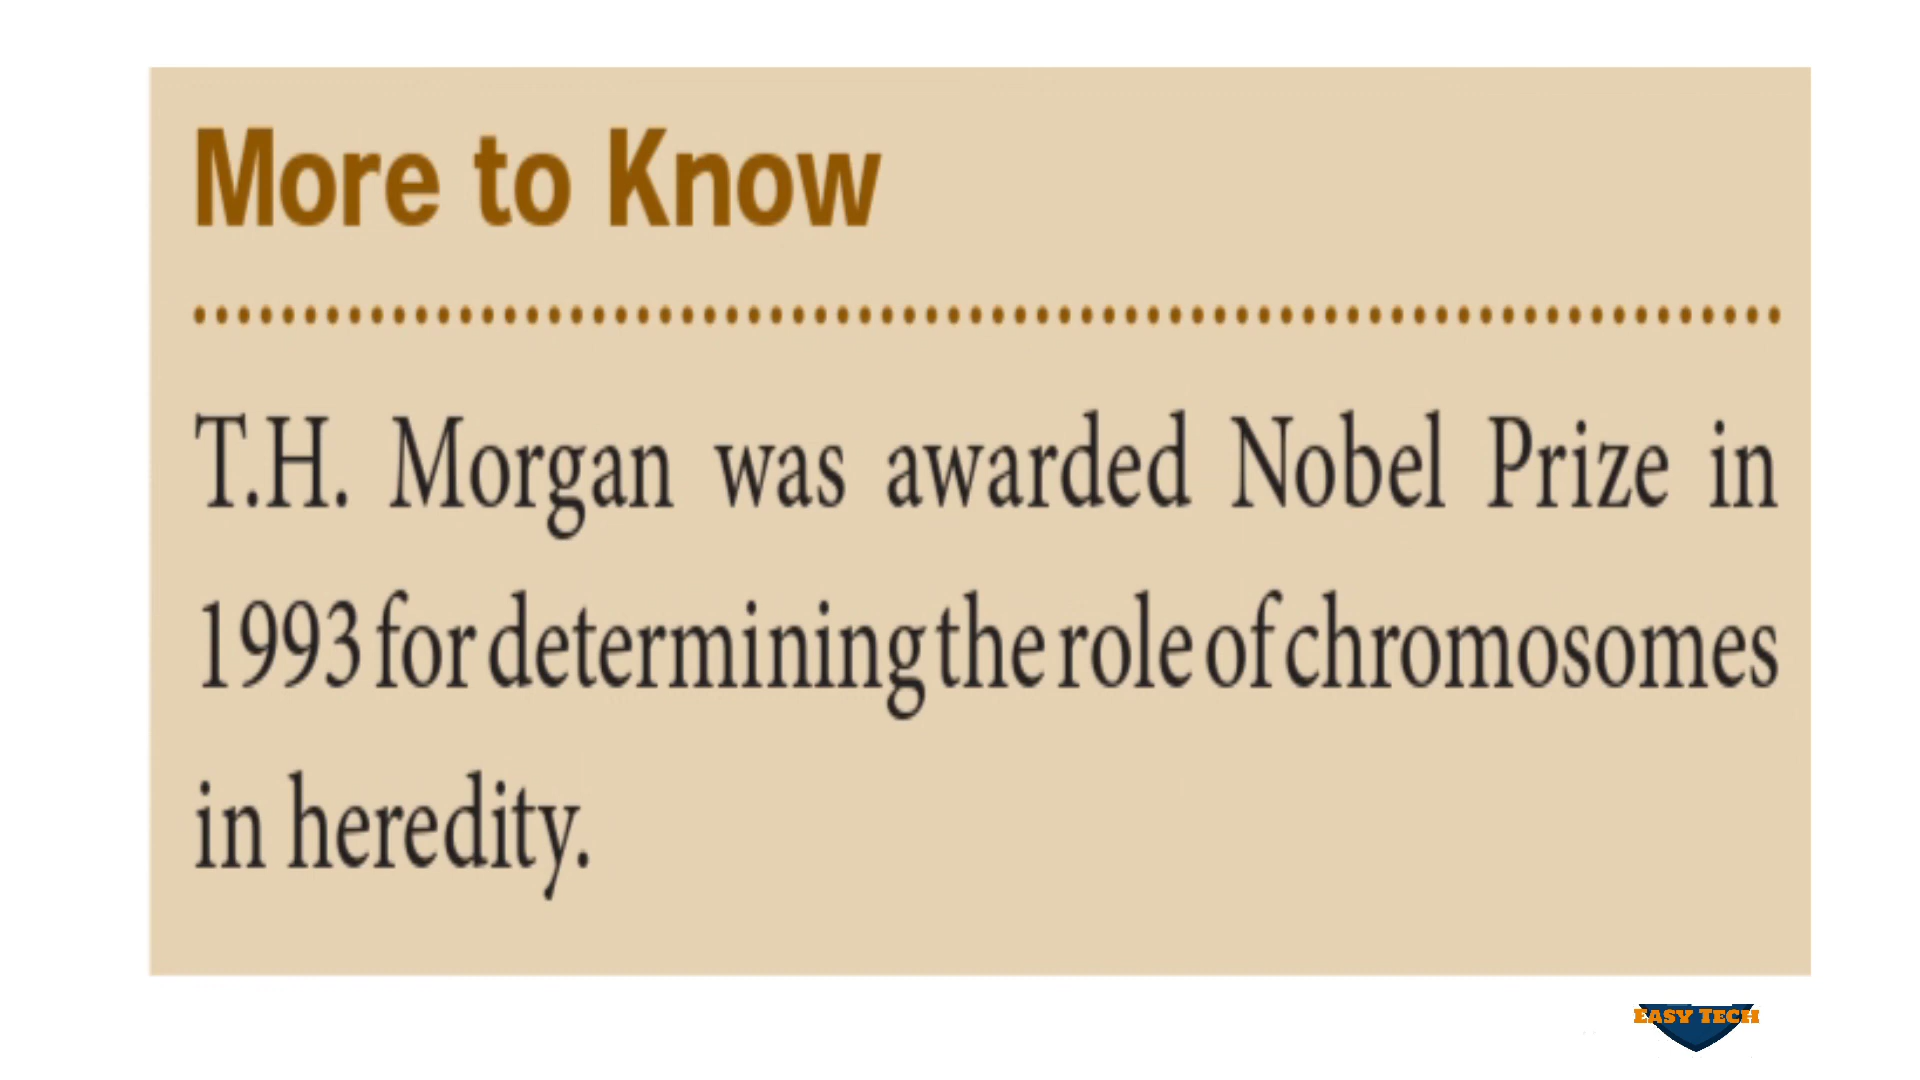 More to Know
T.H. Morgan was awarded Nobel Prize in
1993 for determining the role of chromosomes
in heredity.
EASY TECH